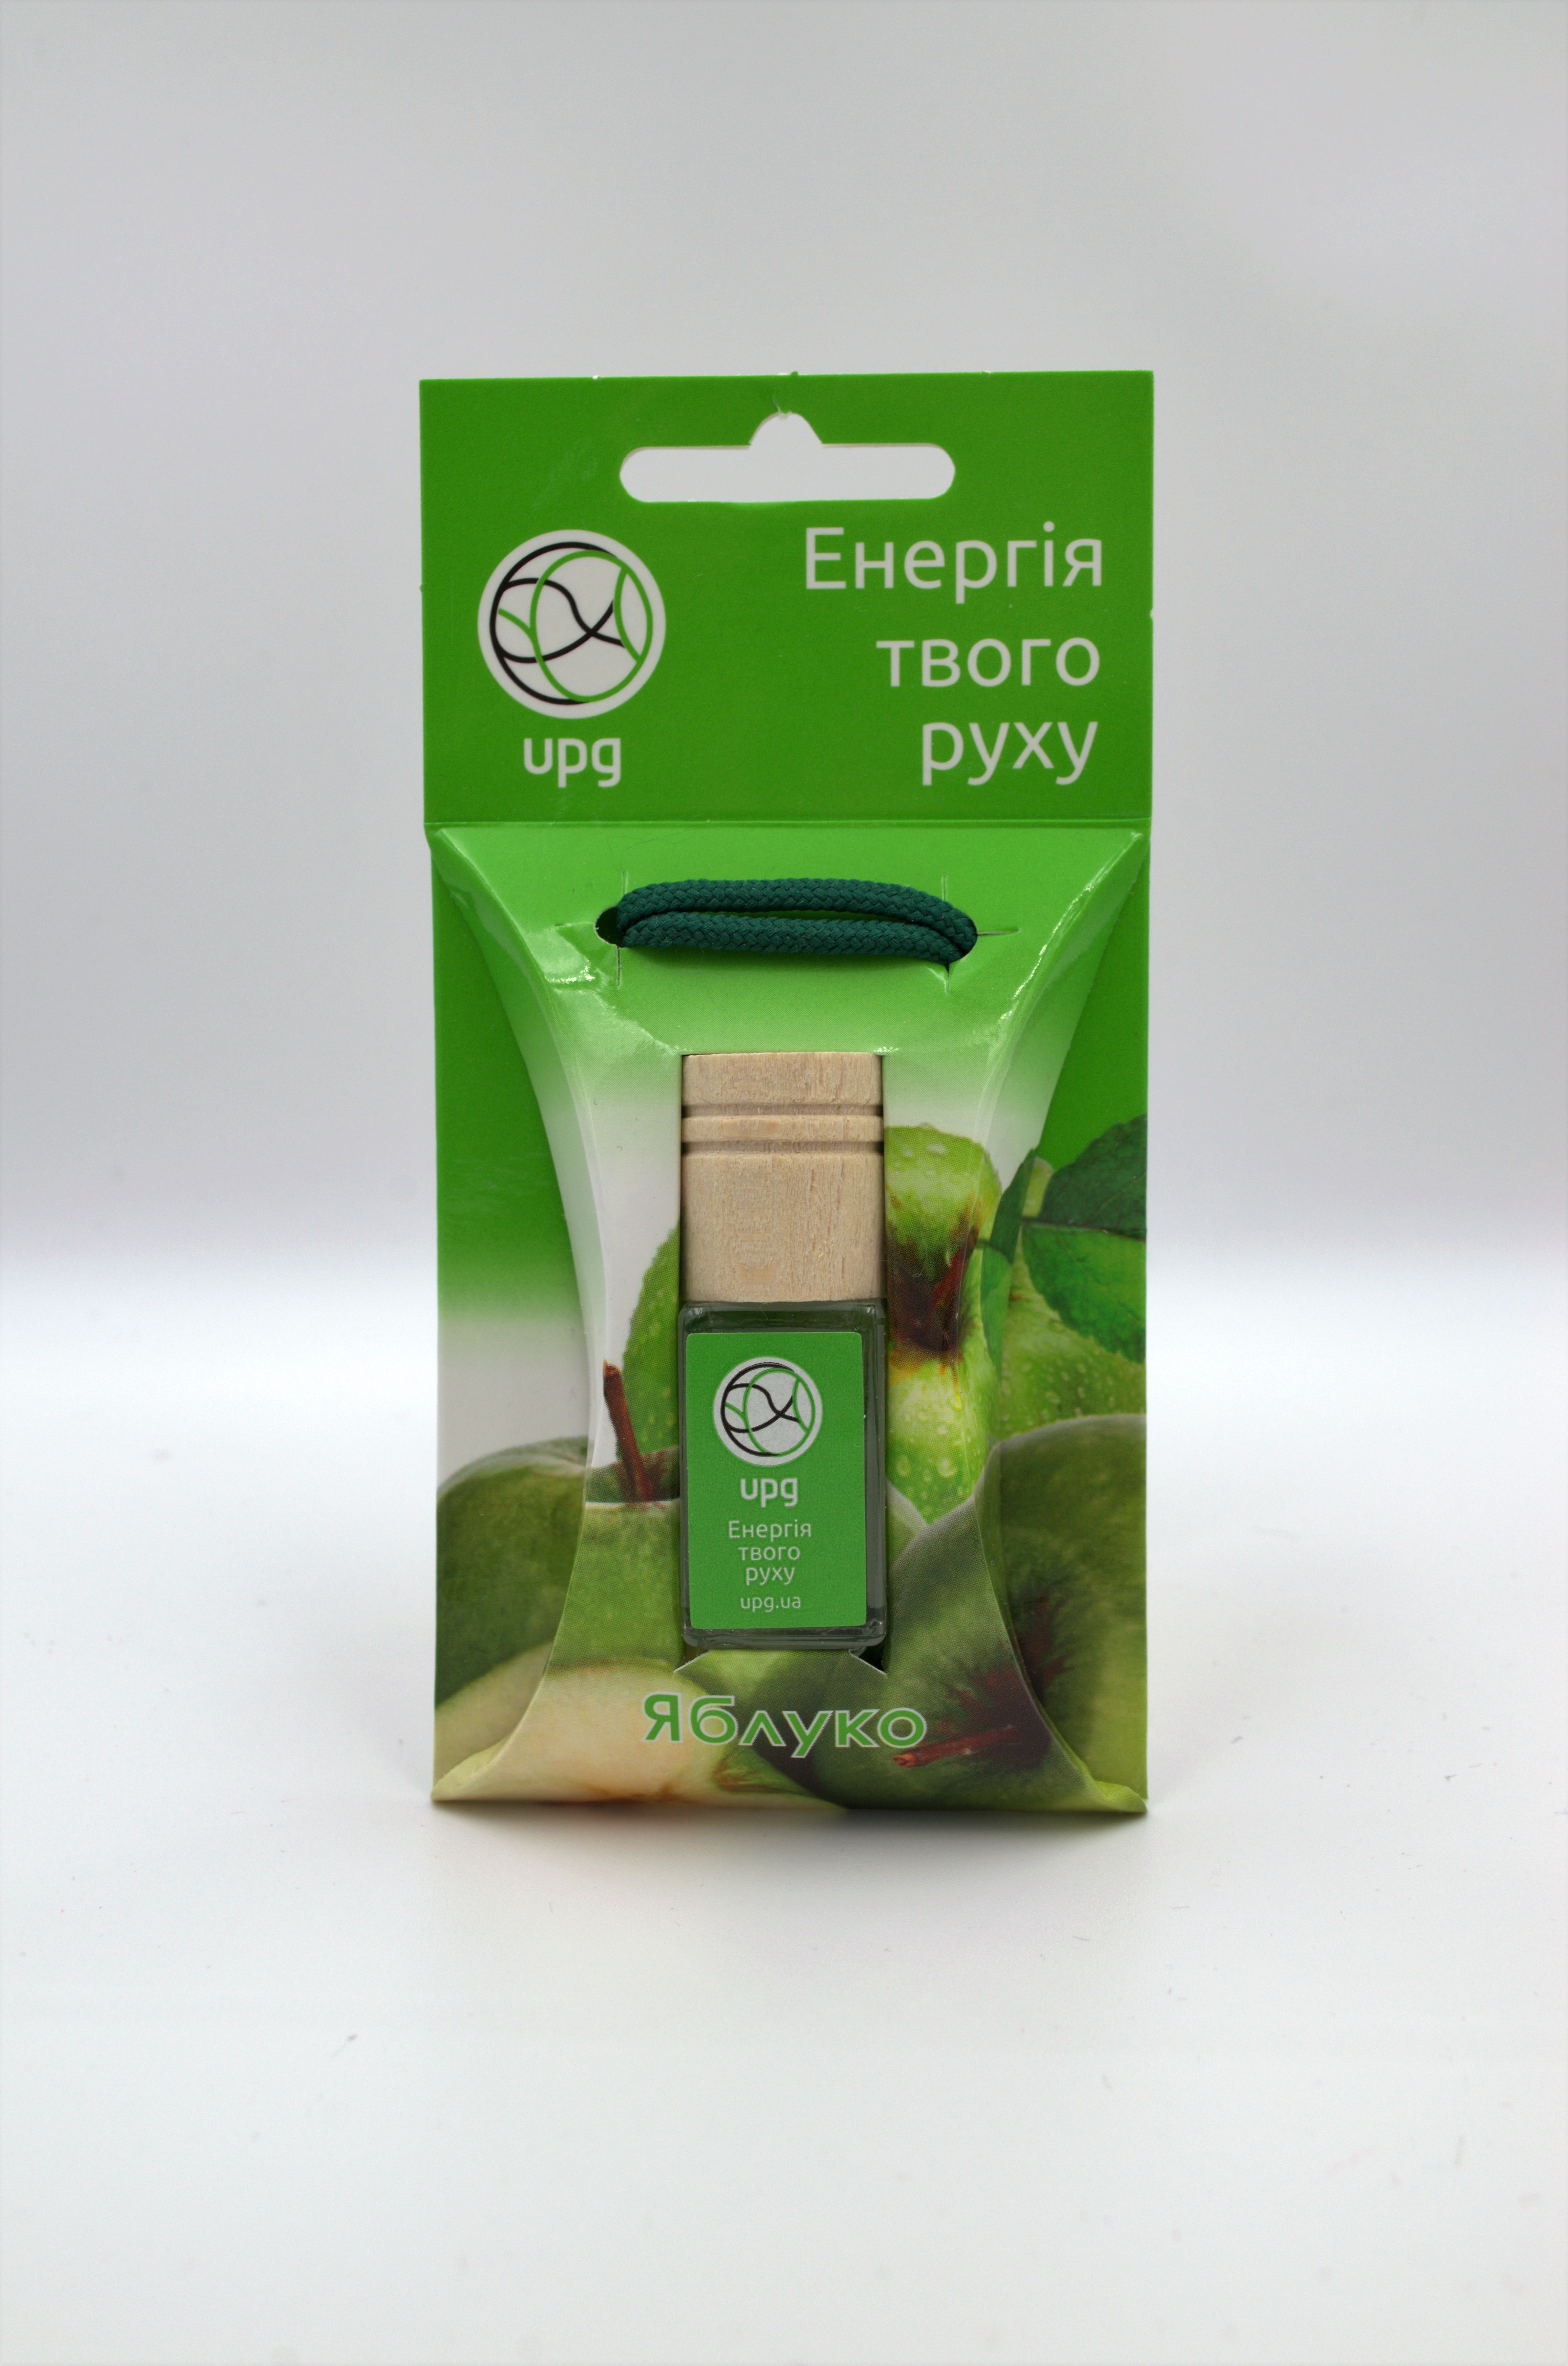 Енергія
твого
руху
upg
upg
Енергія
твого
руху
upg.ua
Яблуко